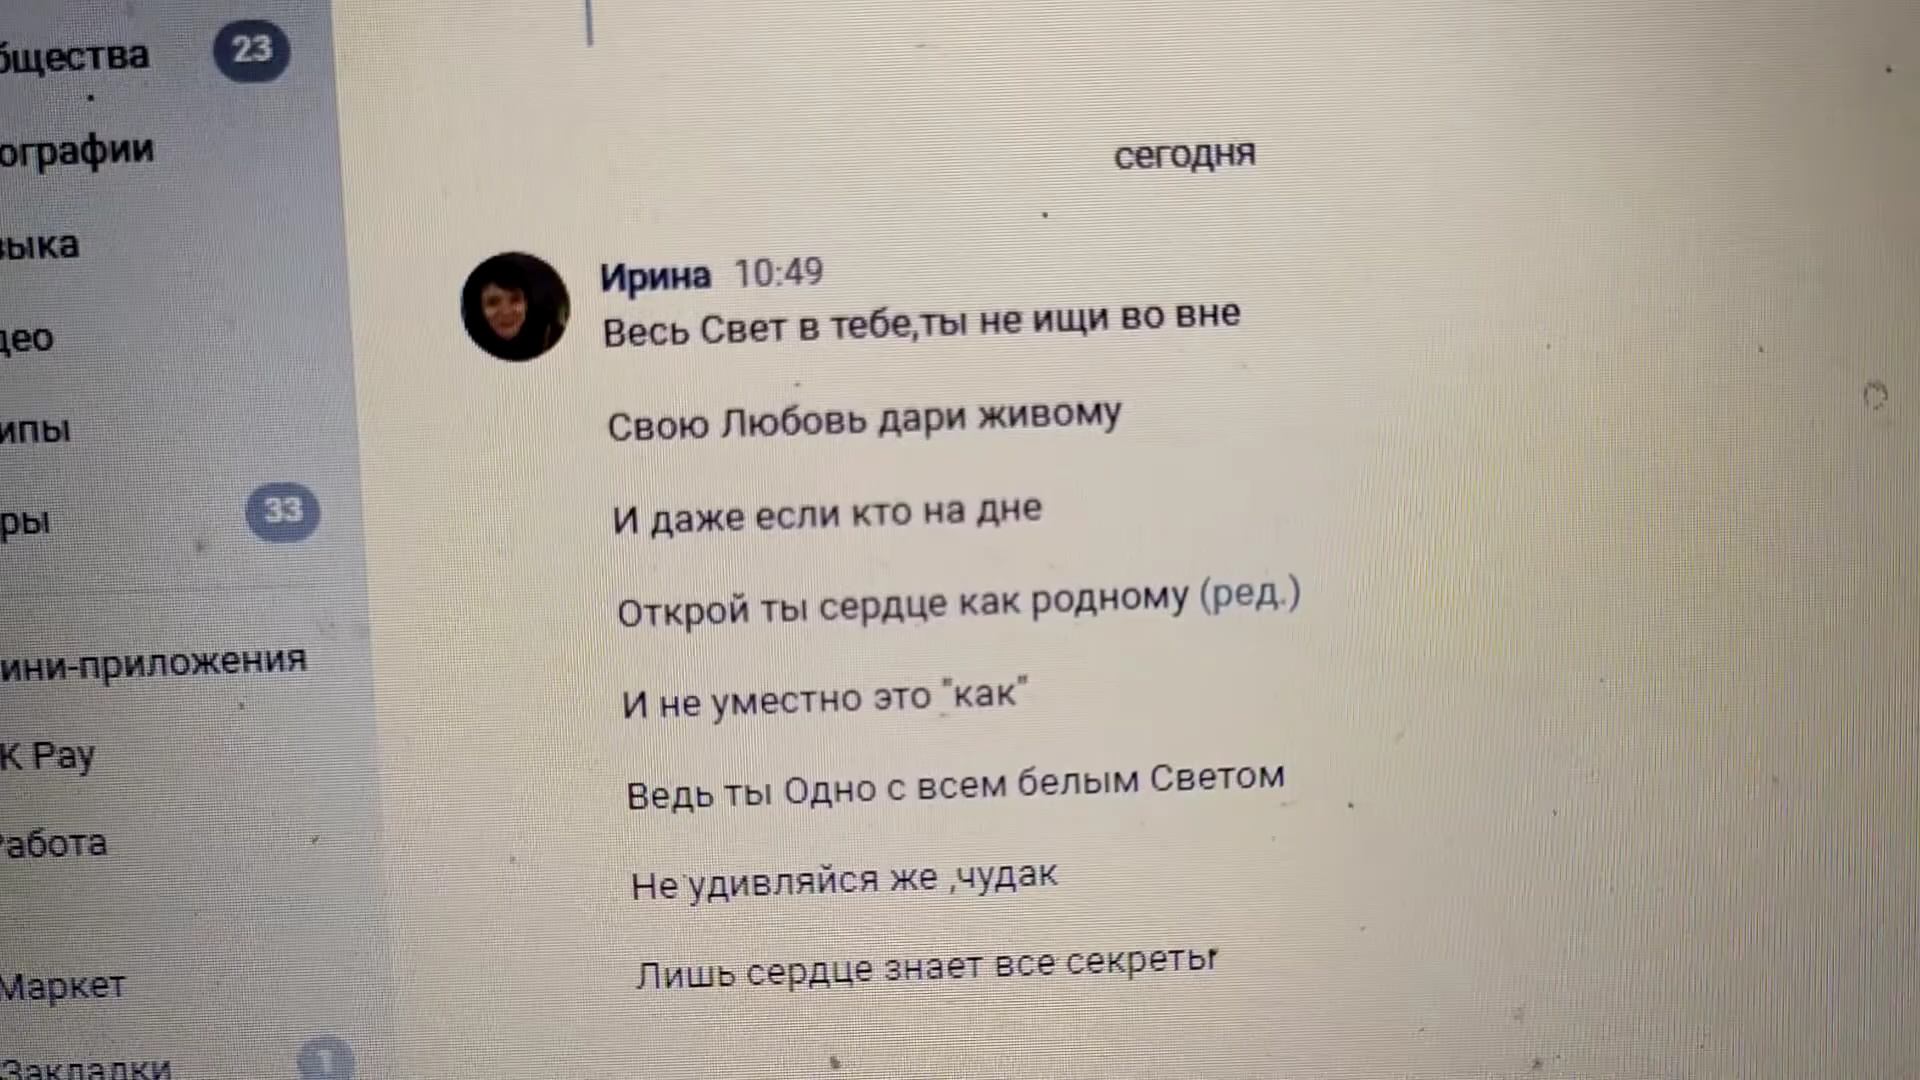 бщества 23
ографии
зыка
део
ипы
ры 33
ини-приложения
K Pay
абота
Маркет
Закладки 1
сегодня
Ирина 10:49
Весь Свет в тебе,ты не ищи во вне
Свою Любовь дари живому
И даже если кто на дне
Открой ты сердце как родному (ред.)
И не уместно это "как"
Ведь ты Одно с всем белым Светом
Не удивляйся же ,чудак
Лишь сердце знает все секреты